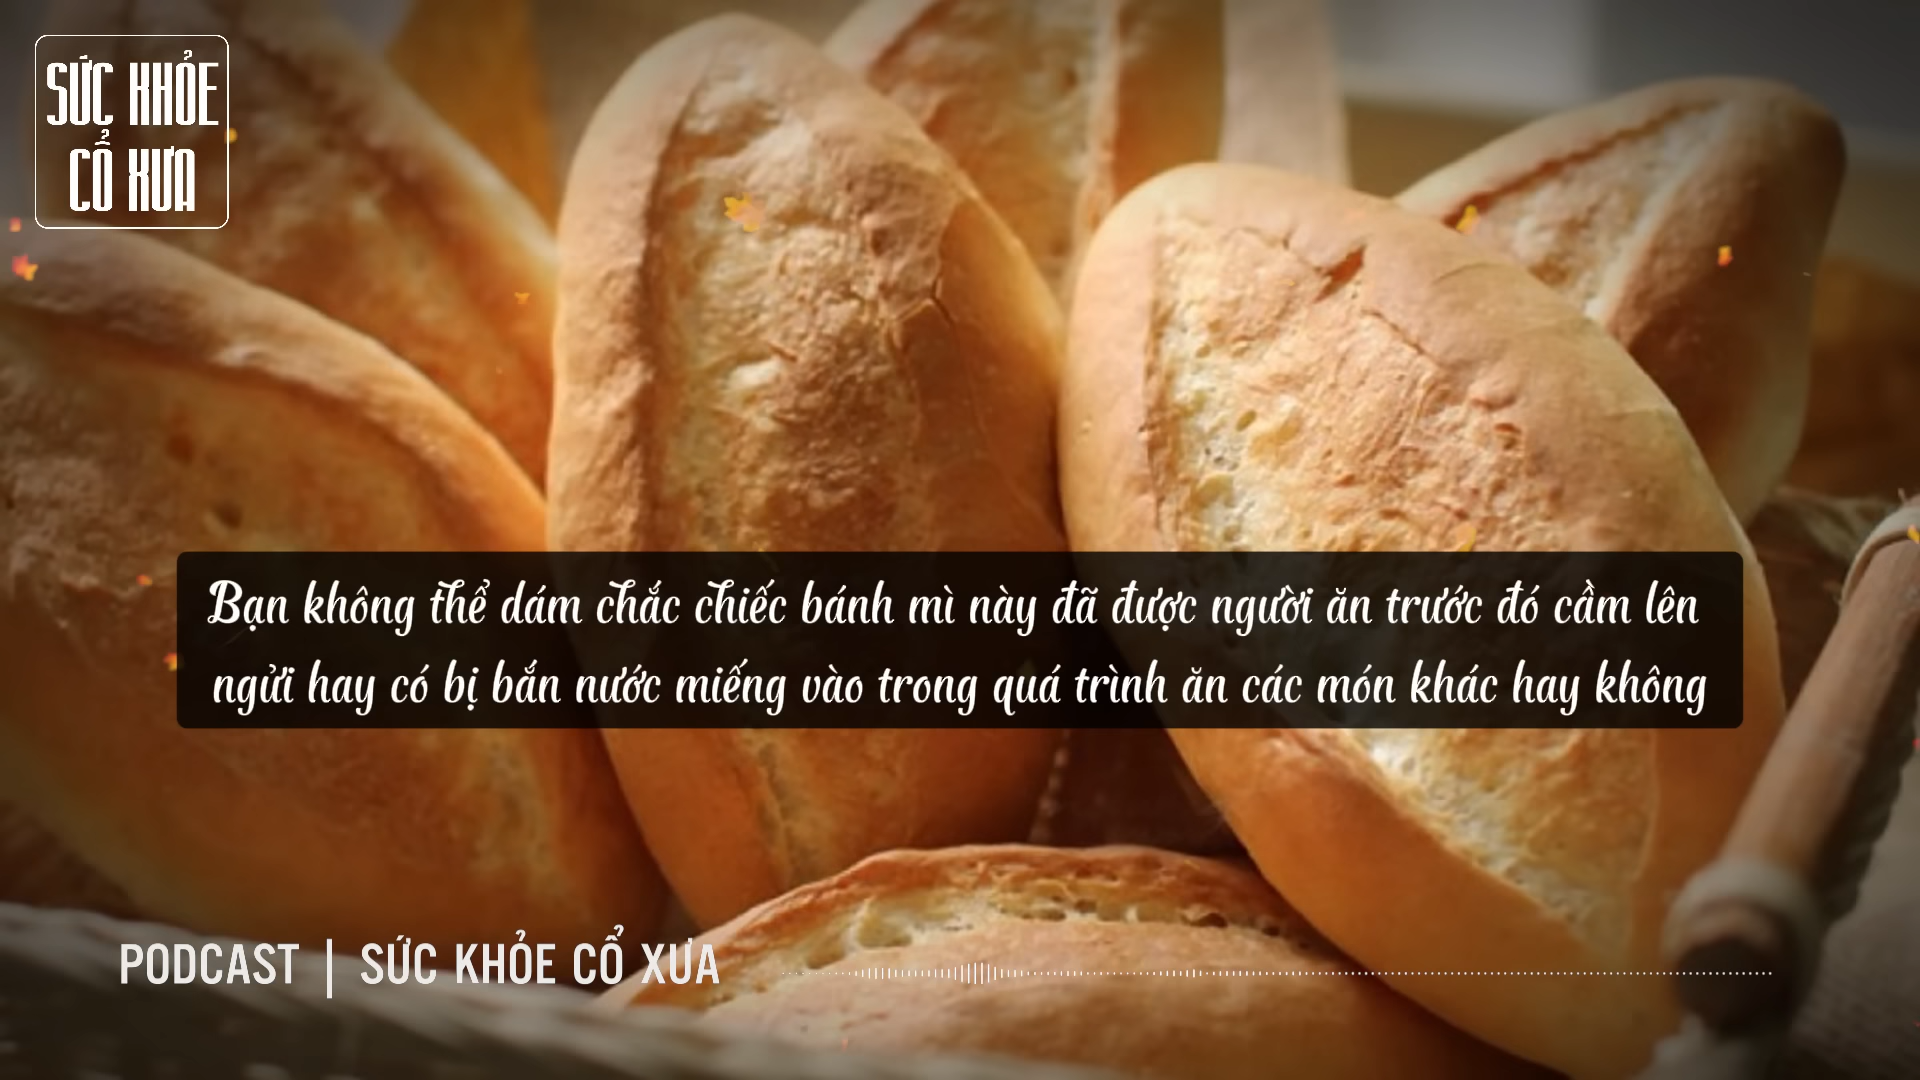 SỨC KHỎE
CỔ XƯA
Bạn không thể dám chắc chiếc bánh mì này đã được người ăn trước đó cầm lên
ngửi hay có bị bắn nước miếng vào trong quá trình ăn các món khác hay không
PODCAST | SỨC KHỎE CỔ XƯA